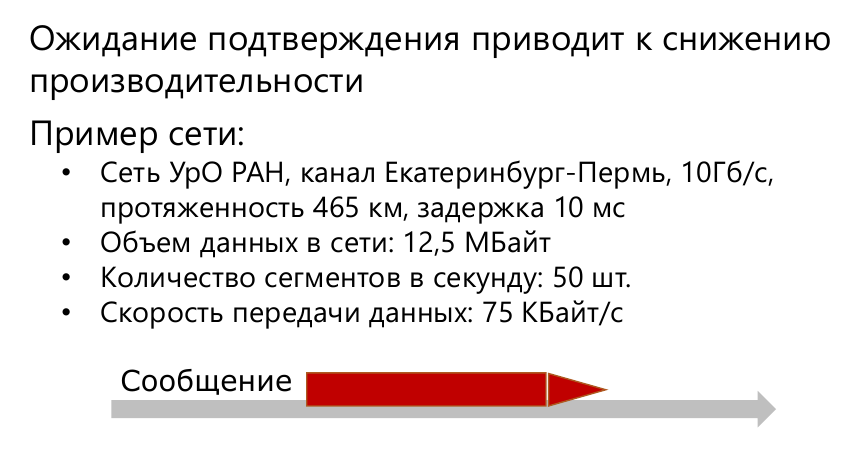 Ожидание подтверждения приводит к снижению
производительности
Пример сети:
• Сеть УрО РАН, канал Екатеринбург-Пермь, 10Гб/с,
протяженность 465 км, задержка 10 мс
• Объем данных в сети: 12,5 МБайт
• Количество сегментов в секунду: 50 шт.
• Скорость передачи данных: 75 КБайт/с
Сообщение